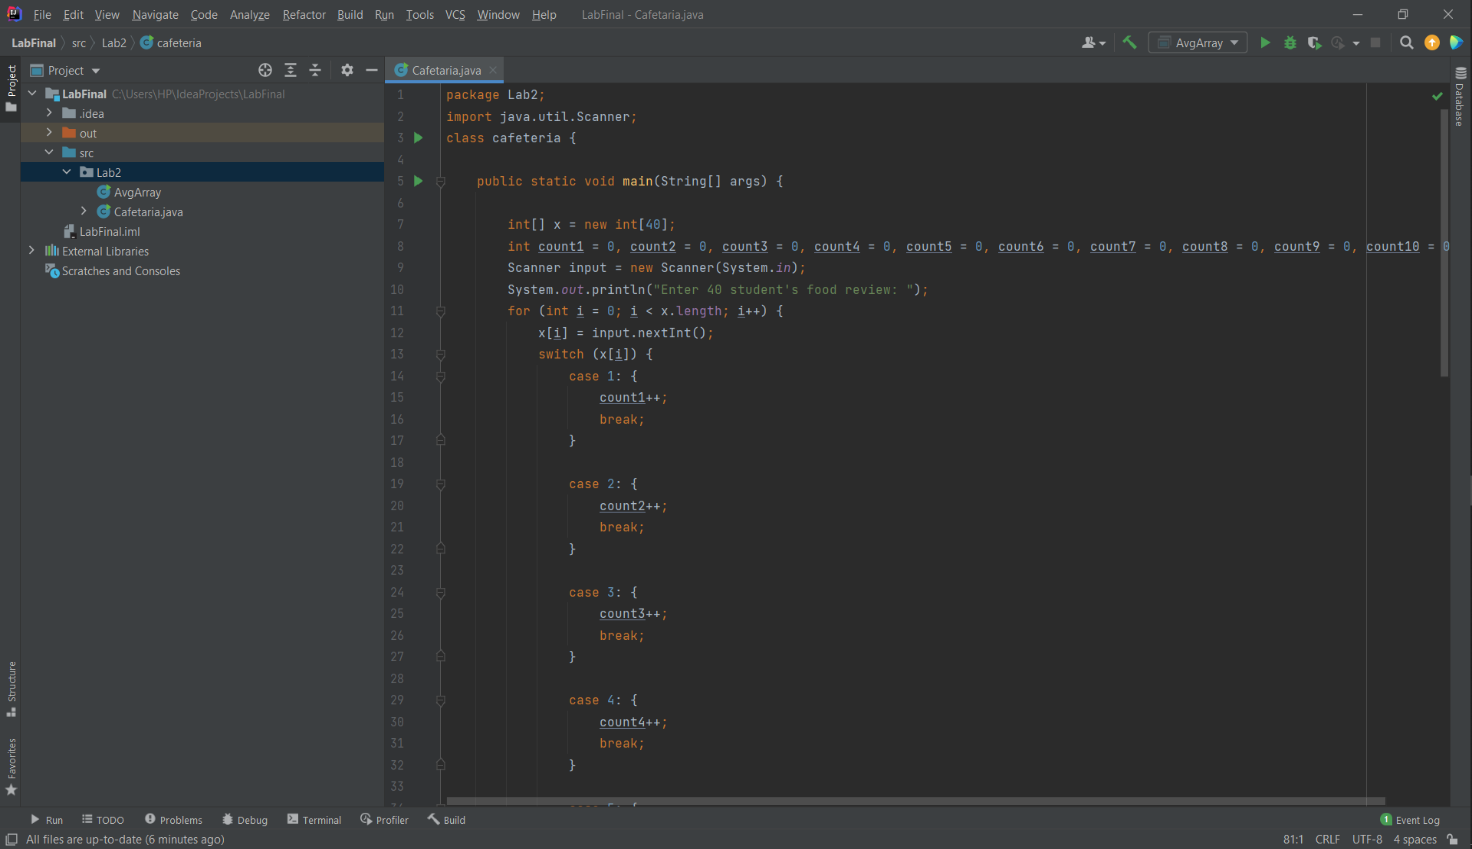 File Edit View Navigate Code Analyze Refactor Build Run Tools VCS Window Help LabFinal - Cafetaria.java
LabFinal src Lab2 cafeteria
AvgArray
Project
Project
Cafetaria.java
LabFinal C:\Users\HP\IdeaProjects\LabFinal
.idea
out
src
Lab2
AvgArray
Cafetaria.java
LabFinal.iml
External Libraries
Scratches and Consoles
1 package Lab2;
2 import java.util.Scanner;
3 class cafeteria {
4
5 public static void main(String[] args) {
6
7 int[] x = new int[40];
8 int count1 = 0, count2 = 0, count3 = 0, count4 = 0, count5 = 0, count6 = 0, count7 = 0, count8 = 0, count9 = 0, count10 = 0
9 Scanner input = new Scanner(System.in);
10 System.out.println("Enter 40 student's food review: ");
11 for (int i = 0; i < x.length; i++) {
12 x[i] = input.nextInt();
13 switch (x[i]) {
14 case 1: {
15 count1++;
16 break;
17 }
18
19 case 2: {
20 count2++;
21 break;
22 }
23
24 case 3: {
25 count3++;
26 break;
27 }
28
29 case 4: {
30 count4++;
31 break;
32 }
33
Database
Structure
Favorites
Run TODO Problems Debug Terminal Profiler Build 1 Event Log
All files are up-to-date (6 minutes ago) 81:1 CRLF UTF-8 4 spaces